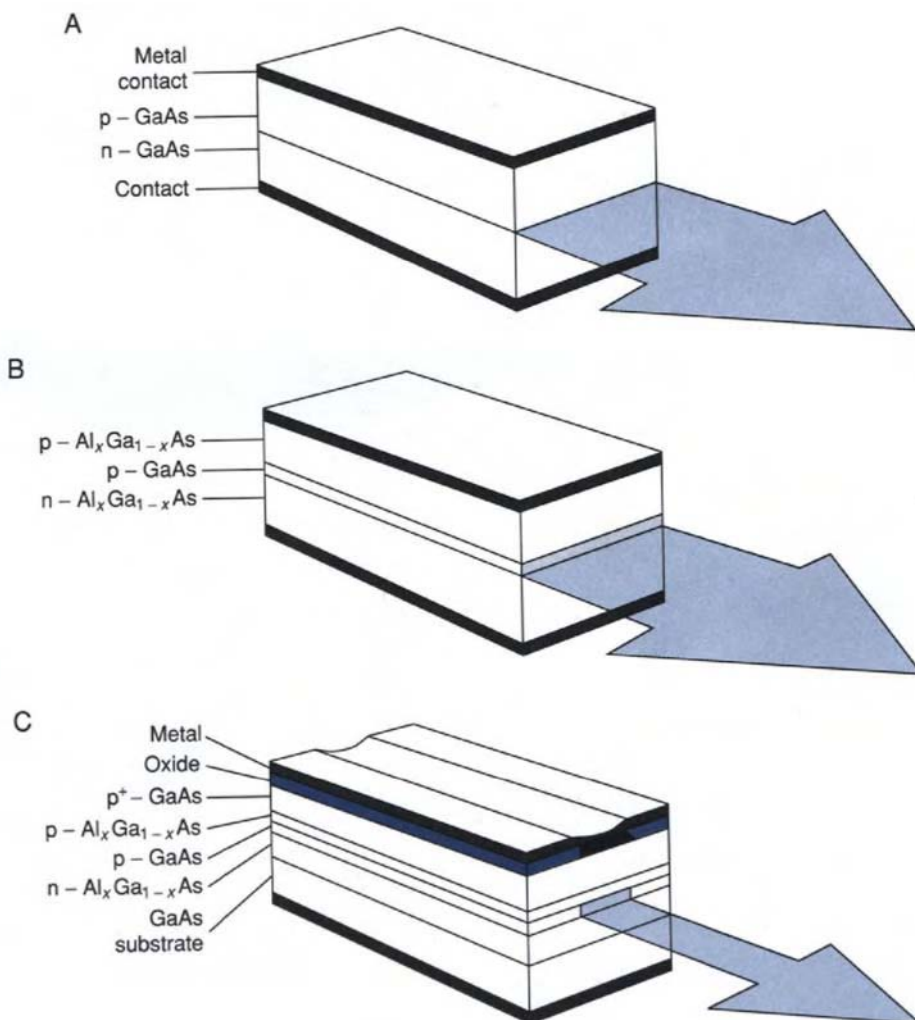 A
Metal
contact
p – GaAs
n – GaAs
Contact
B
p – AlₓGa₁₋ₓAs
p – GaAs
n – AlₓGa₁₋ₓAs
C
Metal
Oxide
p⁺ – GaAs
p – AlₓGa₁₋ₓAs
p – GaAs
n – AlₓGa₁₋ₓAs
GaAs
substrate